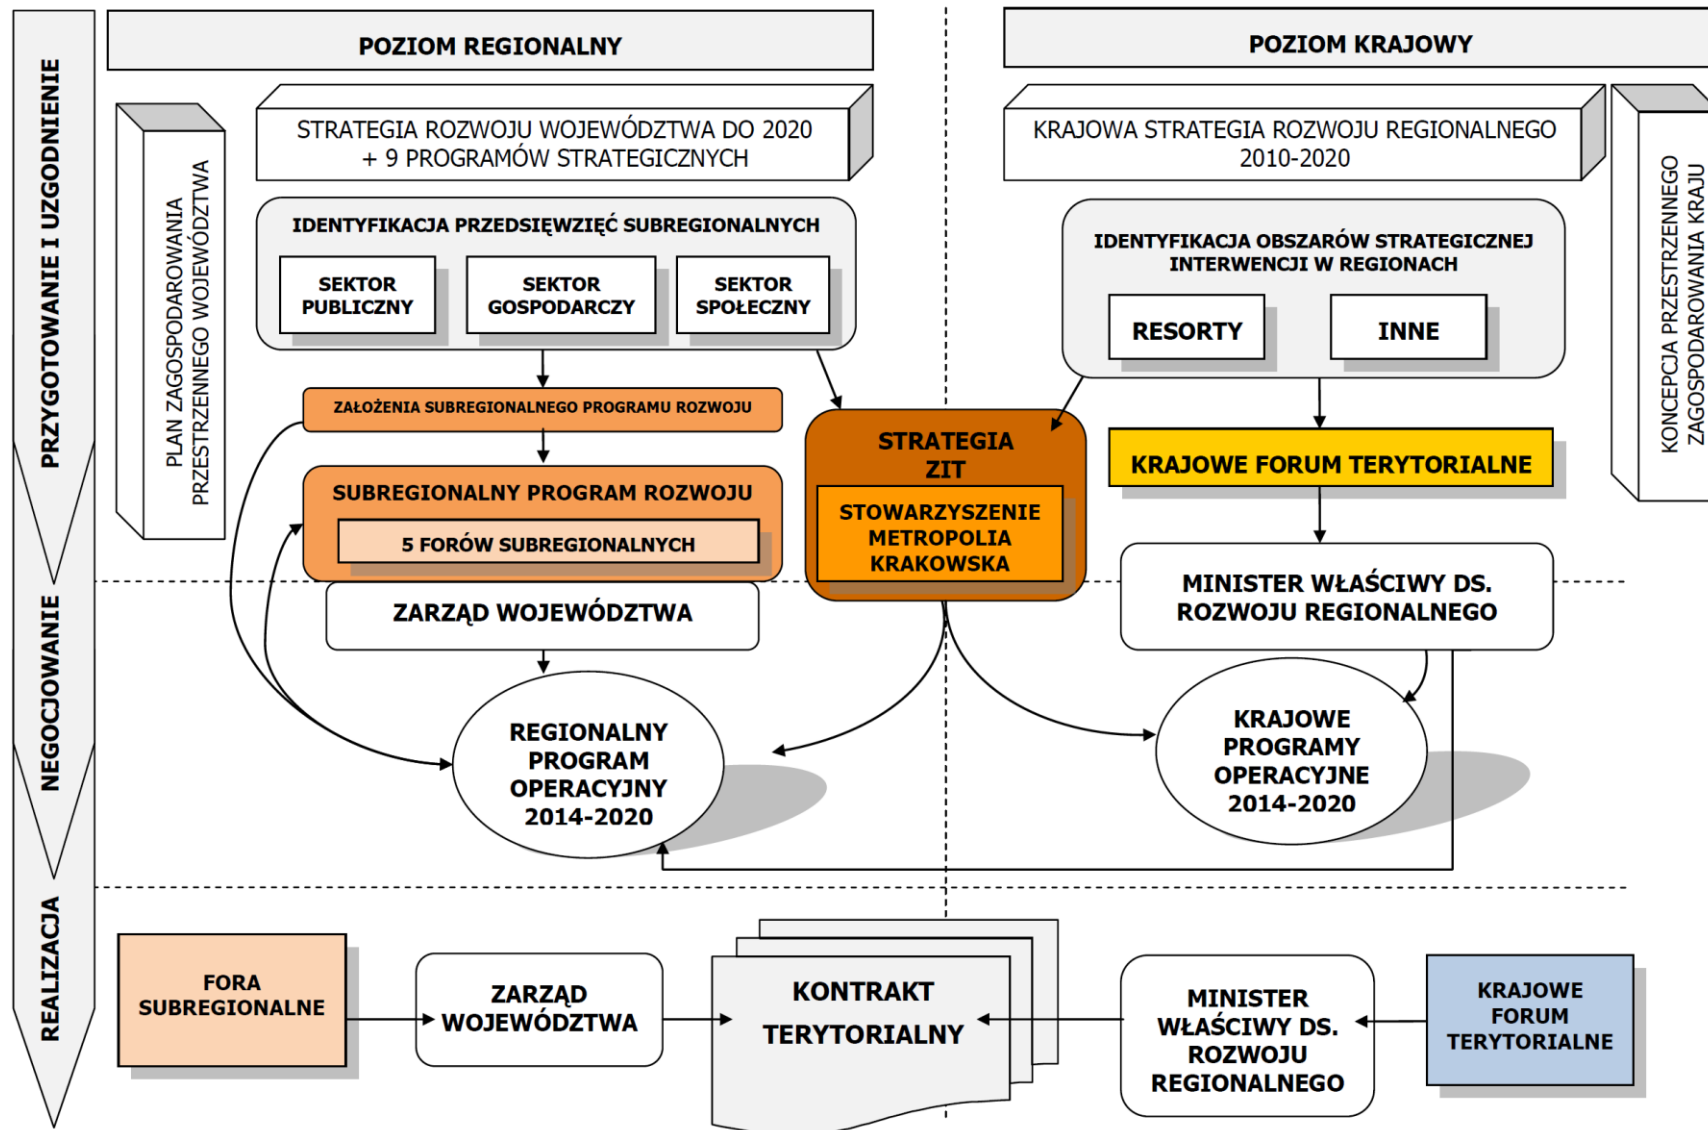 POZIOM REGIONALNY
POZIOM KRAJOWY
PRZYGOTOWANIE I UZGODNIENIE
NEGOCJOWANIE
REALIZACJA
PLAN ZAGOSPODAROWANIA
PRZESTRZENNEGO WOJEWÓDZTWA
STRATEGIA ROZWOJU WOJEWÓDZTWA DO 2020
+ 9 PROGRAMÓW STRATEGICZNYCH
KRAJOWA STRATEGIA ROZWOJU REGIONALNEGO
2010-2020
KONCEPCJA PRZESTRZENNEGO
ZAGOSPODAROWANIA KRAJU
IDENTYFIKACJA PRZEDSIĘWZIĘĆ SUBREGIONALNYCH
SEKTOR
PUBLICZNY
SEKTOR
GOSPODARCZY
SEKTOR
SPOŁECZNY
IDENTYFIKACJA OBSZARÓW STRATEGICZNEJ
INTERWENCJI W REGIONACH
RESORTY
INNE
ZAŁOŻENIA SUBREGIONALNEGO PROGRAMU ROZWOJU
SUBREGIONALNY PROGRAM ROZWOJU
5 FORÓW SUBREGIONALNYCH
STRATEGIA
ZIT
STOWARZYSZENIE
METROPOLIA
KRAKOWSKA
KRAJOWE FORUM TERYTORIALNE
ZARZĄD WOJEWÓDZTWA
MINISTER WŁAŚCIWY DS.
ROZWOJU REGIONALNEGO
REGIONALNY
PROGRAM
OPERACYJNY
2014-2020
KRAJOWE
PROGRAMY
OPERACYJNE
2014-2020
FORA
SUBREGIONALNE
ZARZĄD
WOJEWÓDZTWA
KONTRAKT
TERYTORIALNY
MINISTER
WŁAŚCIWY DS.
ROZWOJU
REGIONALNEGO
KRAJOWE
FORUM
TERYTORIALNE